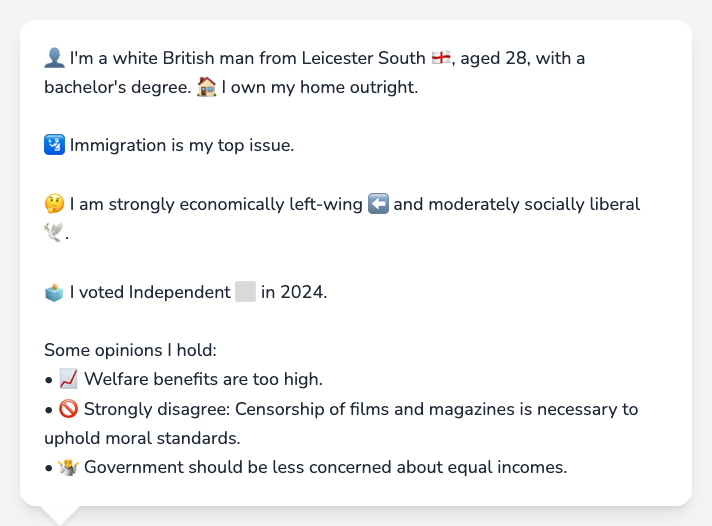 👤 I'm a white British man from Leicester South 🏴󠁧󠁢󠁥󠁮󠁧󠁿, aged 28, with a
bachelor's degree. 🏠 I own my home outright.
🛂 Immigration is my top issue.
🤔 I am strongly economically left-wing ⬅️ and moderately socially liberal
🕊️.
🗳️ I voted Independent ⬜ in 2024.
Some opinions I hold:
• 📈 Welfare benefits are too high.
• 🚫 Strongly disagree: Censorship of films and magazines is necessary to
uphold moral standards.
• 🤷 Government should be less concerned about equal incomes.